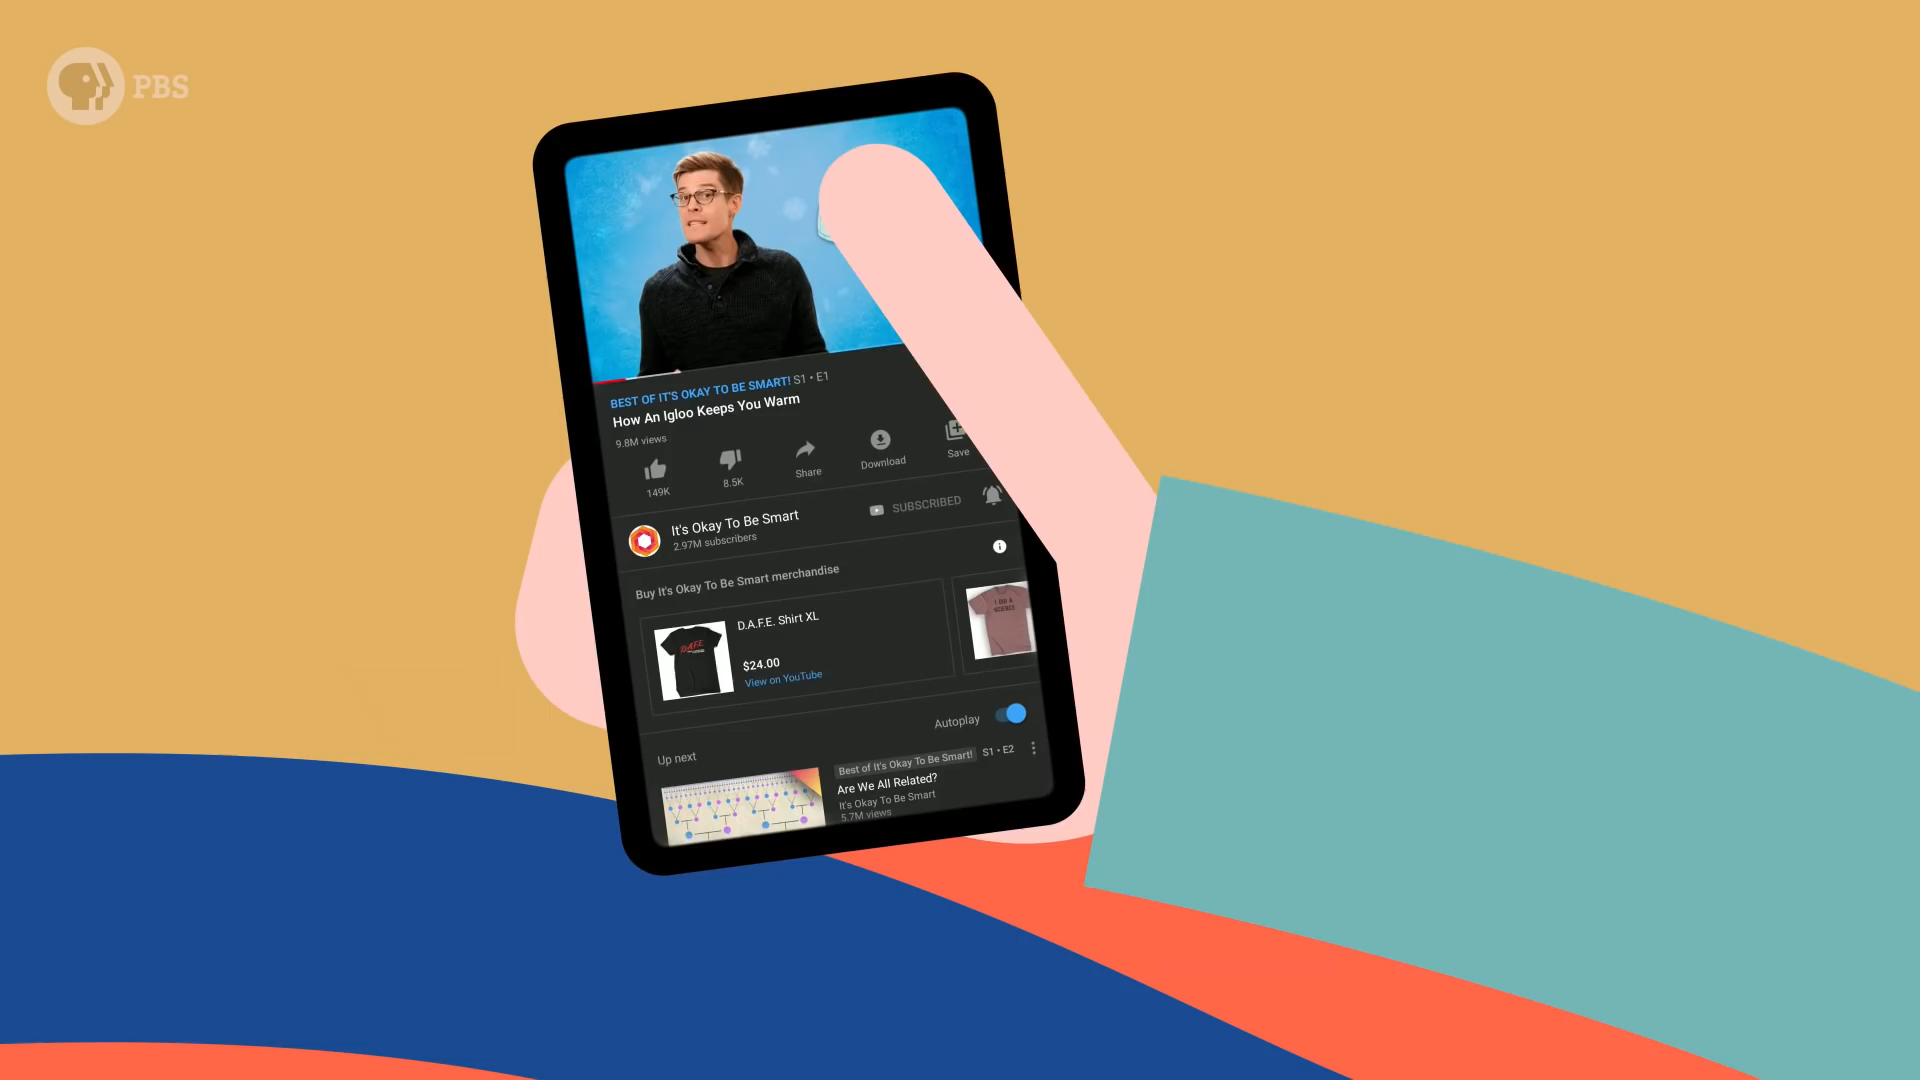 PBS
BEST OF IT'S OKAY TO BE SMART! S1 • E1
How An Igloo Keeps You Warm
9.8M views
149K
8.5K
Share
Download
Save
It's Okay To Be Smart
2.97M subscribers
SUBSCRIBED
Buy It's Okay To Be Smart merchandise
D.A.F.E. Shirt XL
$24.00
View on YouTube
D.A.F.E.
I DID A
SCIENCE
Autoplay
Up next
Best of It's Okay To Be Smart! S1 • E2
Are We All Related?
It's Okay To Be Smart
5.7M views